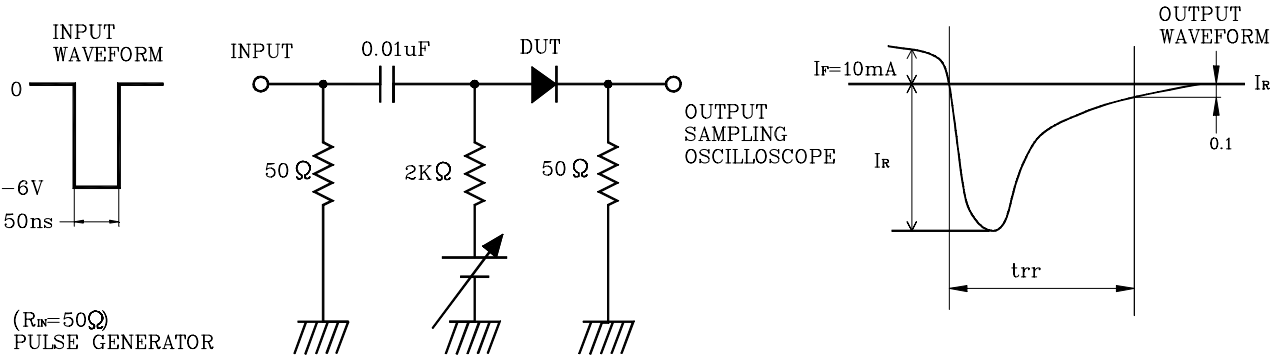 INPUT
WAVEFORM
0
-6V
50ns
(RIN=50Ω)
PULSE GENERATOR
INPUT
0.01uF
DUT
50Ω
2KΩ
50Ω
OUTPUT
SAMPLING
OSCILLOSCOPE
IF=10mA
IR
trr
OUTPUT
WAVEFORM
IR
0.1